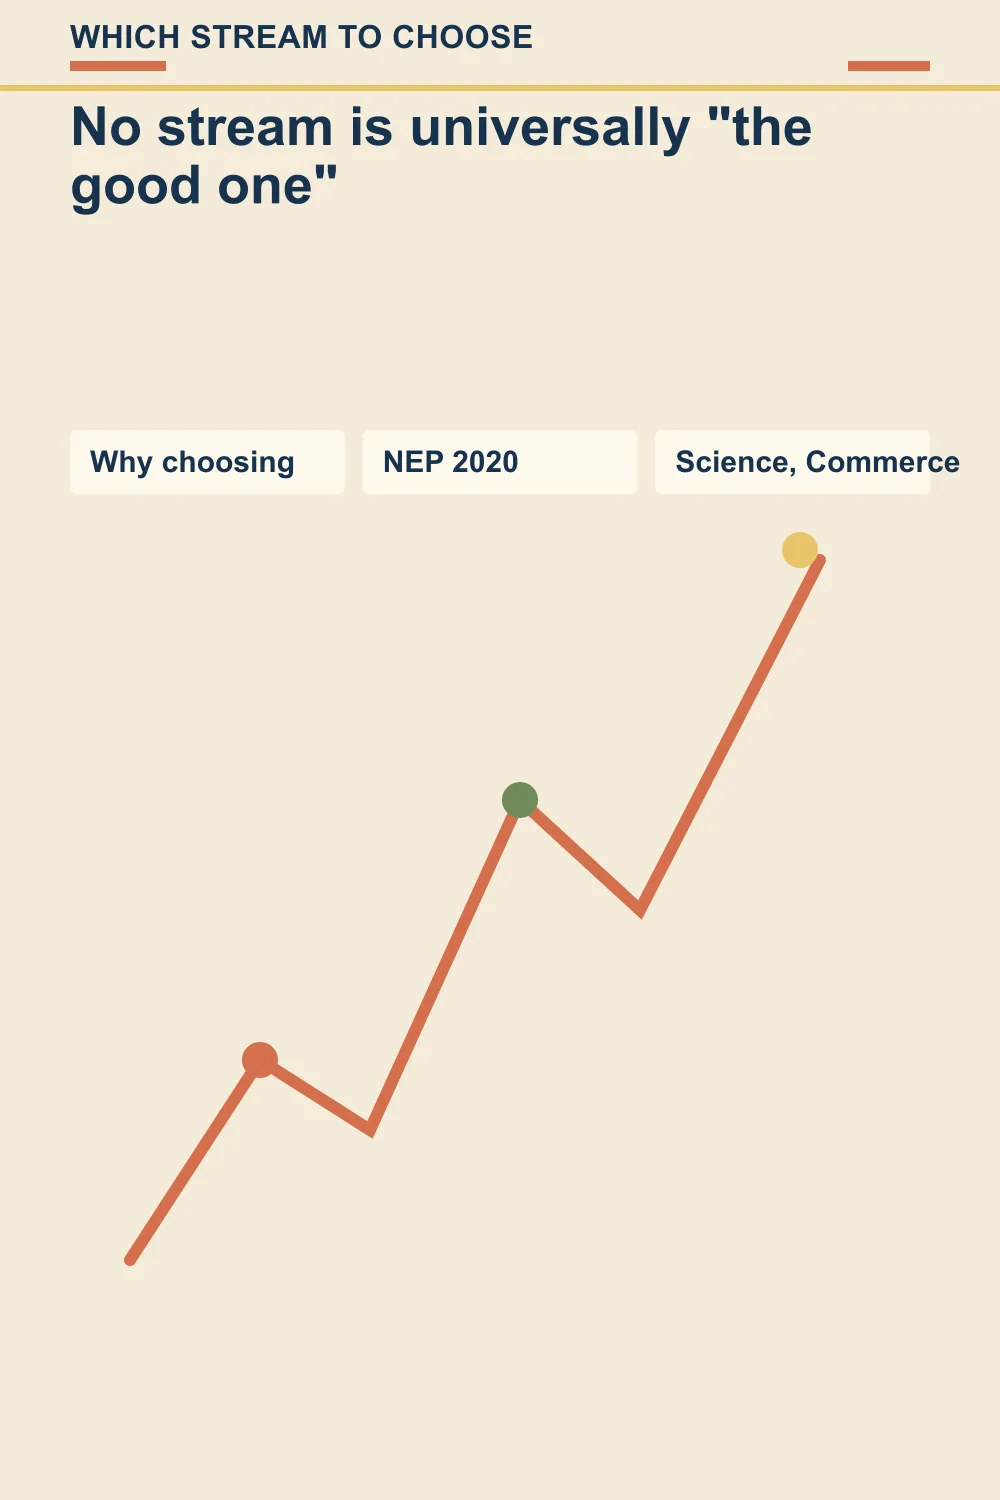 WHICH STREAM TO CHOOSE
No stream is universally "the
good one"
Why choosing
NEP 2020
Science, Commerce